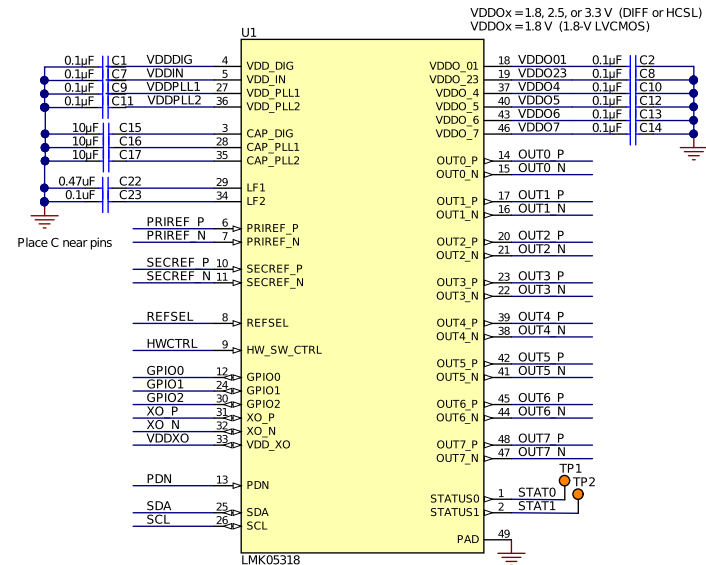 VDDOx = 1.8, 2.5, or 3.3 V (DIFF or HCSL)
VDDOx = 1.8 V (1.8-V LVCMOS)
U1
0.1µF C1 VDDDIG 4 VDD_DIG
0.1µF C7 VDDIN 5 VDD_IN
0.1µF C9 VDDPLL1 27 VDD_PLL1
0.1µF C11 VDDPLL2 36 VDD_PLL2
10µF C15 3 CAP_DIG
10µF C16 28 CAP_PLL1
10µF C17 35 CAP_PLL2
0.47uF C22 29 LF1
0.1uF C23 34 LF2
Place C near pins
PRIREF_P 6 PRIREF_P
PRIREF_N 7 PRIREF_N
SECREF_P 10 SECREF_P
SECREF_N 11 SECREF_N
REFSEL 8 REFSEL
HWCTRL 9 HW_SW_CTRL
GPIO0 12 GPIO0
GPIO1 24 GPIO1
GPIO2 30 GPIO2
XO_P 31 XO_P
XO_N 32 XO_N
VDDXO 33 VDD_XO
PDN 13 PDN
SDA 25 SDA
SCL 26 SCL
VDDO_01 18 VDDO01 0.1µF C2
VDDO_23 19 VDDO23 0.1µF C8
VDDO_4 37 VDDO4 0.1µF C10
VDDO_5 40 VDDO5 0.1µF C12
VDDO_6 43 VDDO6 0.1µF C13
VDDO_7 46 VDDO7 0.1µF C14
OUT0_P 14 OUT0_P
OUT0_N 15 OUT0_N
OUT1_P 17 OUT1_P
OUT1_N 16 OUT1_N
OUT2_P 20 OUT2_P
OUT2_N 21 OUT2_N
OUT3_P 23 OUT3_P
OUT3_N 22 OUT3_N
OUT4_P 39 OUT4_P
OUT4_N 38 OUT4_N
OUT5_P 42 OUT5_P
OUT5_N 41 OUT5_N
OUT6_P 45 OUT6_P
OUT6_N 44 OUT6_N
OUT7_P 48 OUT7_P
OUT7_N 47 OUT7_N
TP1
TP2
STATUS0 1 STAT0
STATUS1 2 STAT1
PAD 49
LMK05318